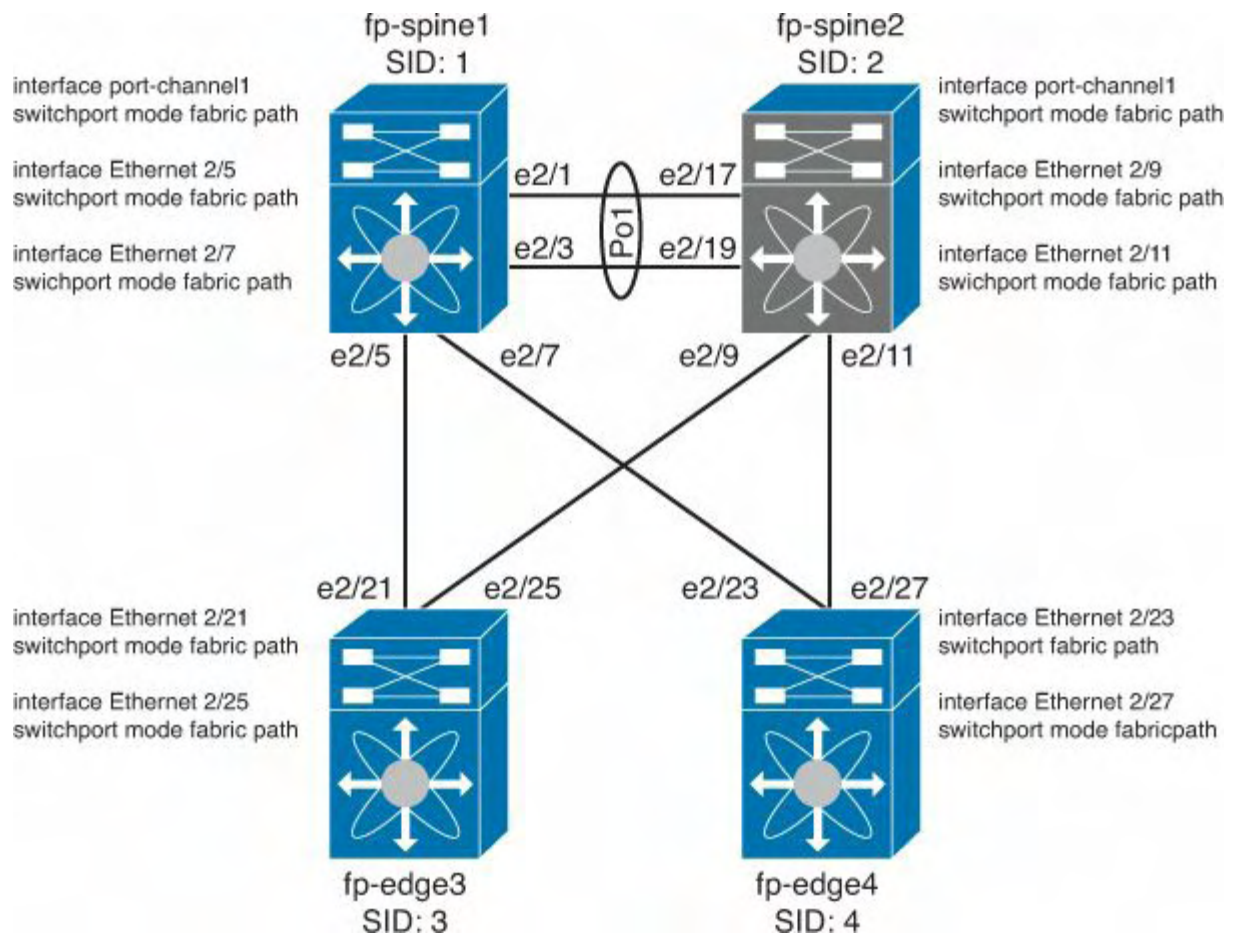 fp-spine1
SID: 1
fp-spine2
SID: 2
interface port-channel1
switchport mode fabric path
interface Ethernet 2/5
switchport mode fabric path
interface Ethernet 2/7
swichport mode fabric path
interface port-channel1
switchport mode fabric path
interface Ethernet 2/9
switchport mode fabric path
interface Ethernet 2/11
swichport mode fabric path
e2/1
e2/17
Po1
e2/3
e2/19
e2/5
e2/7
e2/9
e2/11
e2/21
e2/25
e2/23
e2/27
interface Ethernet 2/21
switchport mode fabric path
interface Ethernet 2/25
switchport mode fabric path
interface Ethernet 2/23
switchport fabric path
interface Ethernet 2/27
switchport mode fabricpath
fp-edge3
SID: 3
fp-edge4
SID: 4